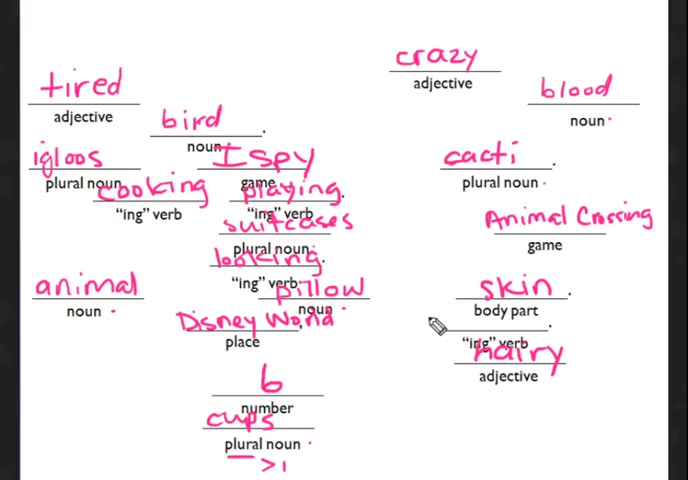 crazy
adjective
tired
adjective
blood
noun
bird
noun
igloos
plural noun
I spy
game
cacti
plural noun
cooking
"ing" verb
playing
"ing" verb
suitcases
plural noun
Animal Crossing
game
looking
"ing" verb
animal
noun
pillow
noun
skin
body part
Disney World
place
"ing" verb
hairy
adjective
6
number
cups
plural noun
>1